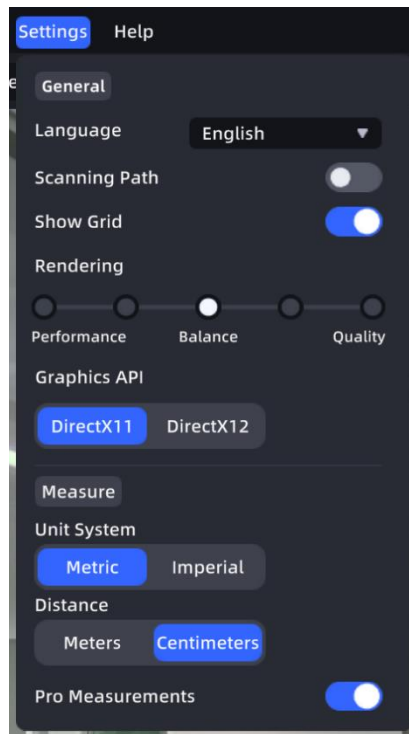 Settings Help
General
Language English
Scanning Path
Show Grid
Rendering
Performance Balance Quality
Graphics API
DirectX11 DirectX12
Measure
Unit System
Metric Imperial
Distance
Meters Centimeters
Pro Measurements